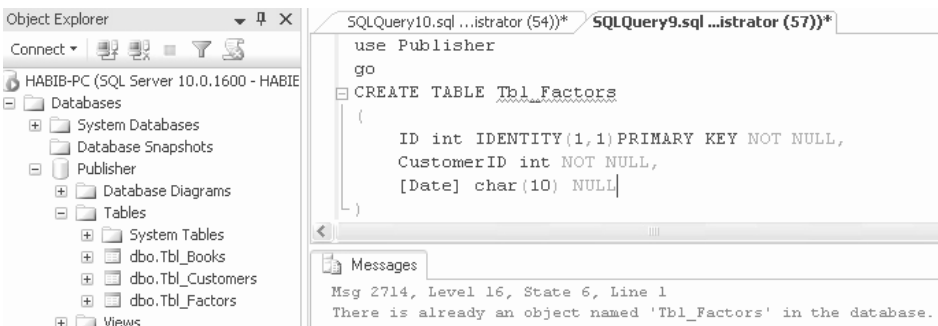 Object Explorer
Connect
HABIB-PC (SQL Server 10.0.1600 - HABIE
Databases
System Databases
Database Snapshots
Publisher
Database Diagrams
Tables
System Tables
dbo.Tbl_Books
dbo.Tbl_Customers
dbo.Tbl_Factors
Views
SQLQuery10.sql ...istrator (54))* SQLQuery9.sql ...istrator (57))*
use Publisher
go
CREATE TABLE Tbl_Factors
(
ID int IDENTITY(1,1)PRIMARY KEY NOT NULL,
CustomerID int NOT NULL,
[Date] char(10) NULL
)
Messages
Msg 2714, Level 16, State 6, Line 1
There is already an object named 'Tbl_Factors' in the database.